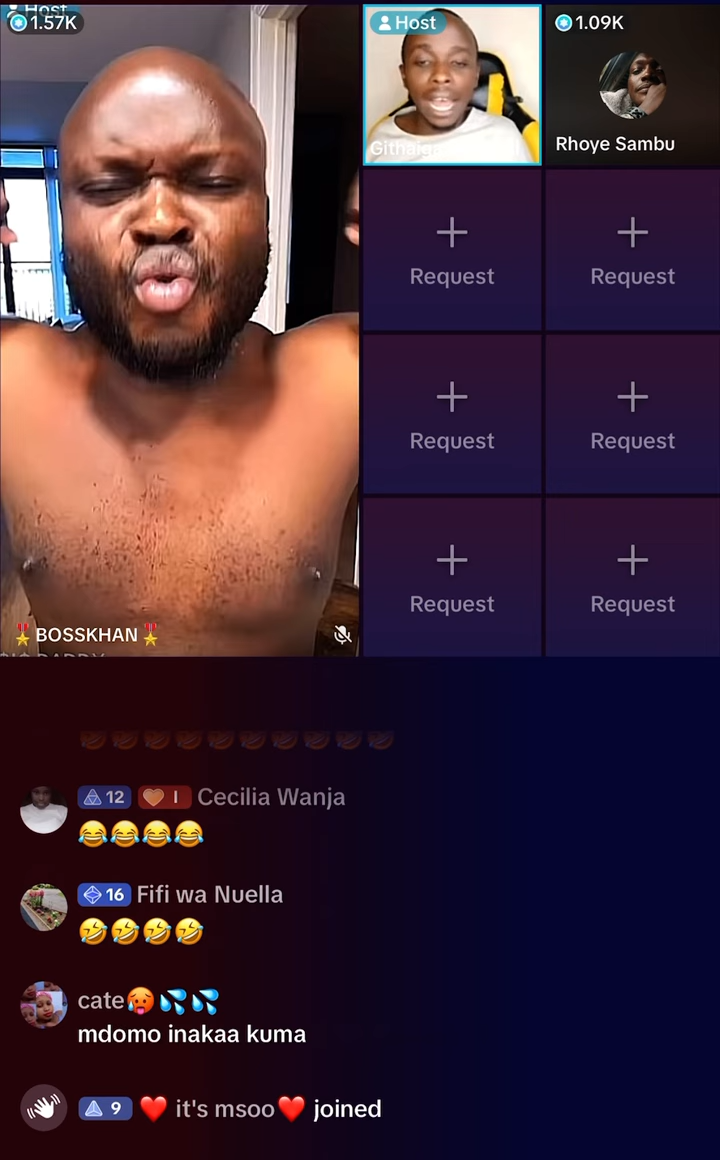 Host
1.57K
Host
1.09K
Rhoye Sambu
Request
Request
Request
Request
Request
Request
🎖️BOSSKHAN🎖️
🤣🤣🤣🤣🤣🤣🤣🤣🤣🤣
12 I Cecilia Wanja
😂😂😂😂
16 Fifi wa Nuella
🤣🤣🤣🤣
cate🥵💦💦
mdomo inakaa kuma
9 ❤️ it's msoo❤️ joined